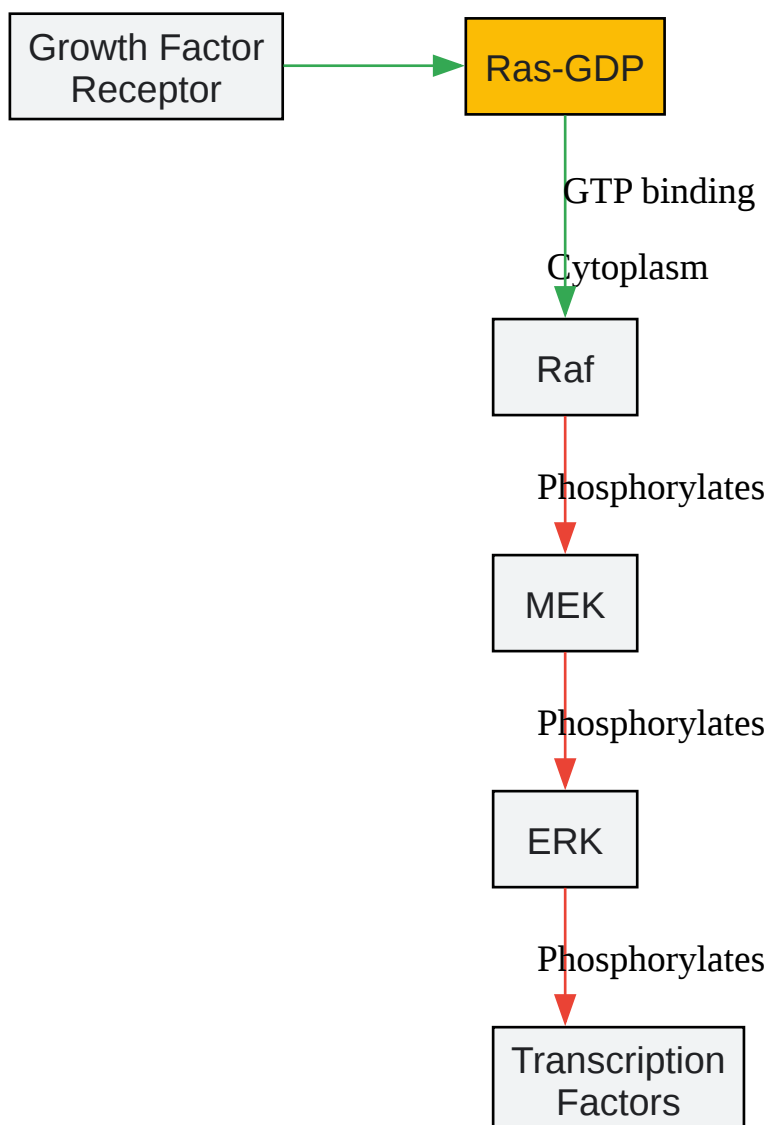 Growth Factor
Receptor
Ras-GDP
GTP binding
Cytoplasm
Raf
Phosphorylates
MEK
Phosphorylates
ERK
Phosphorylates
Transcription
Factors